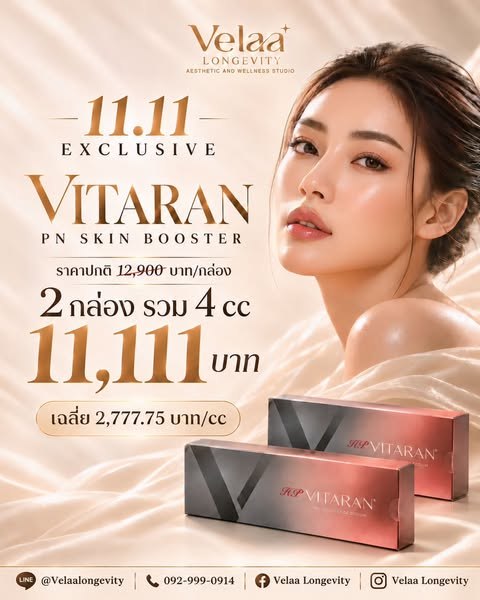 Velaa
LONGEVITY
AESTHETIC AND WELLNESS STUDIO
11.11
EXCLUSIVE
VITARAN
PN SKIN BOOSTER
ราคาปกติ 12,900 บาท/กล่อง
2 กล่อง รวม 4 cc
11,111 บาท
เฉลี่ย 2,777.75 บาท/cc
HP VITARAN
HP VITARAN
LINE @Velaalongevity
092-999-0914
Velaa Longevity
Velaa Longevity